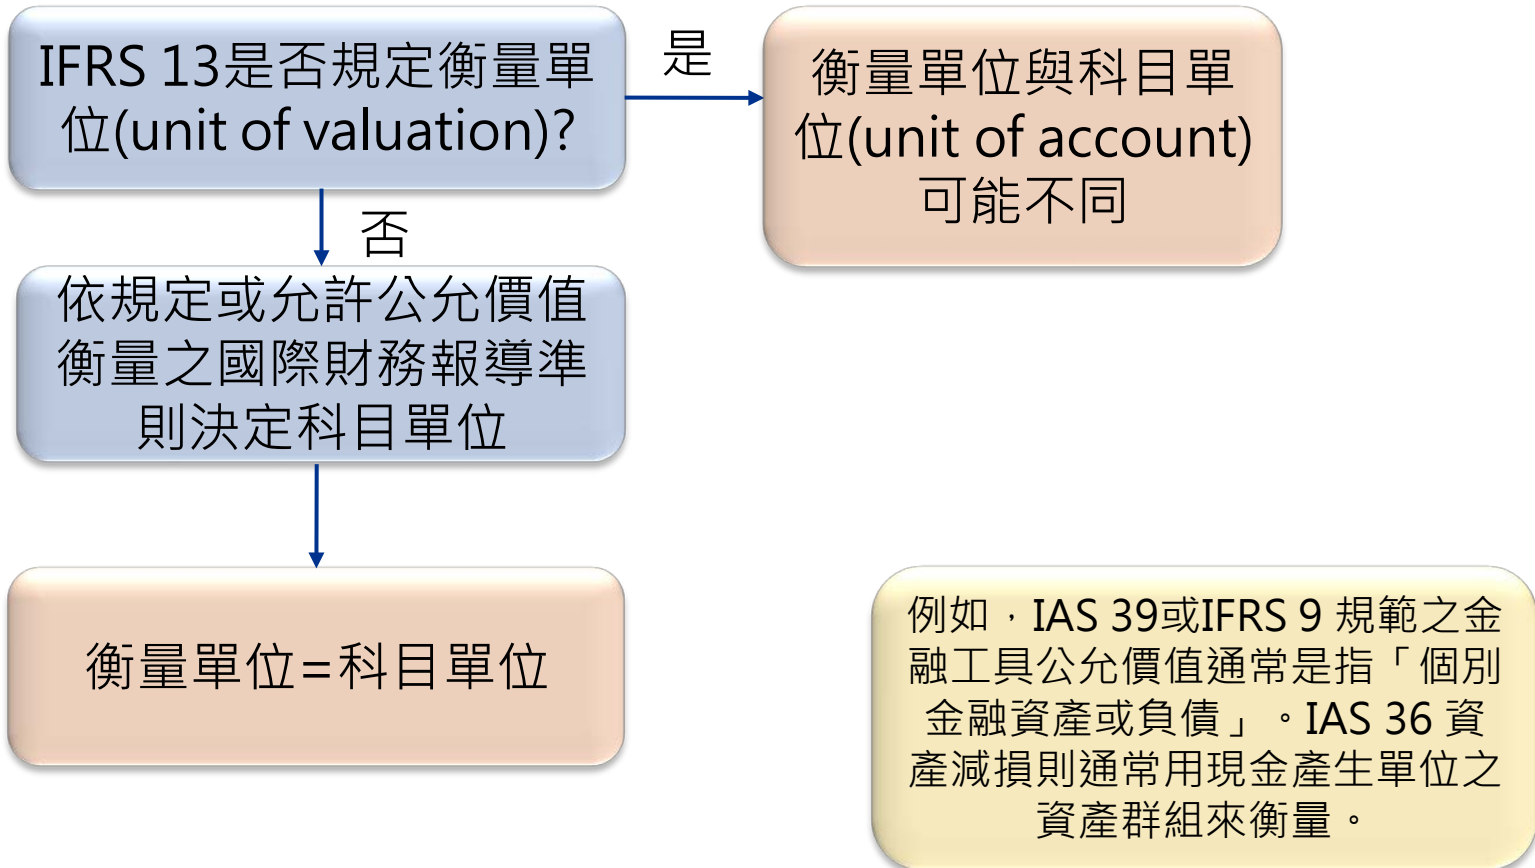 IFRS 13是否規定衡量單
位(unit of valuation)?
是
衡量單位與科目單
位(unit of account)
可能不同
否
依規定或允許公允價值
衡量之國際財務報導準
則決定科目單位
衡量單位=科目單位
例如，IAS 39或IFRS 9 規範之金
融工具公允價值通常是指「個別
金融資產或負債」。IAS 36 資
產減損則通常用現金產生單位之
資產群組來衡量。